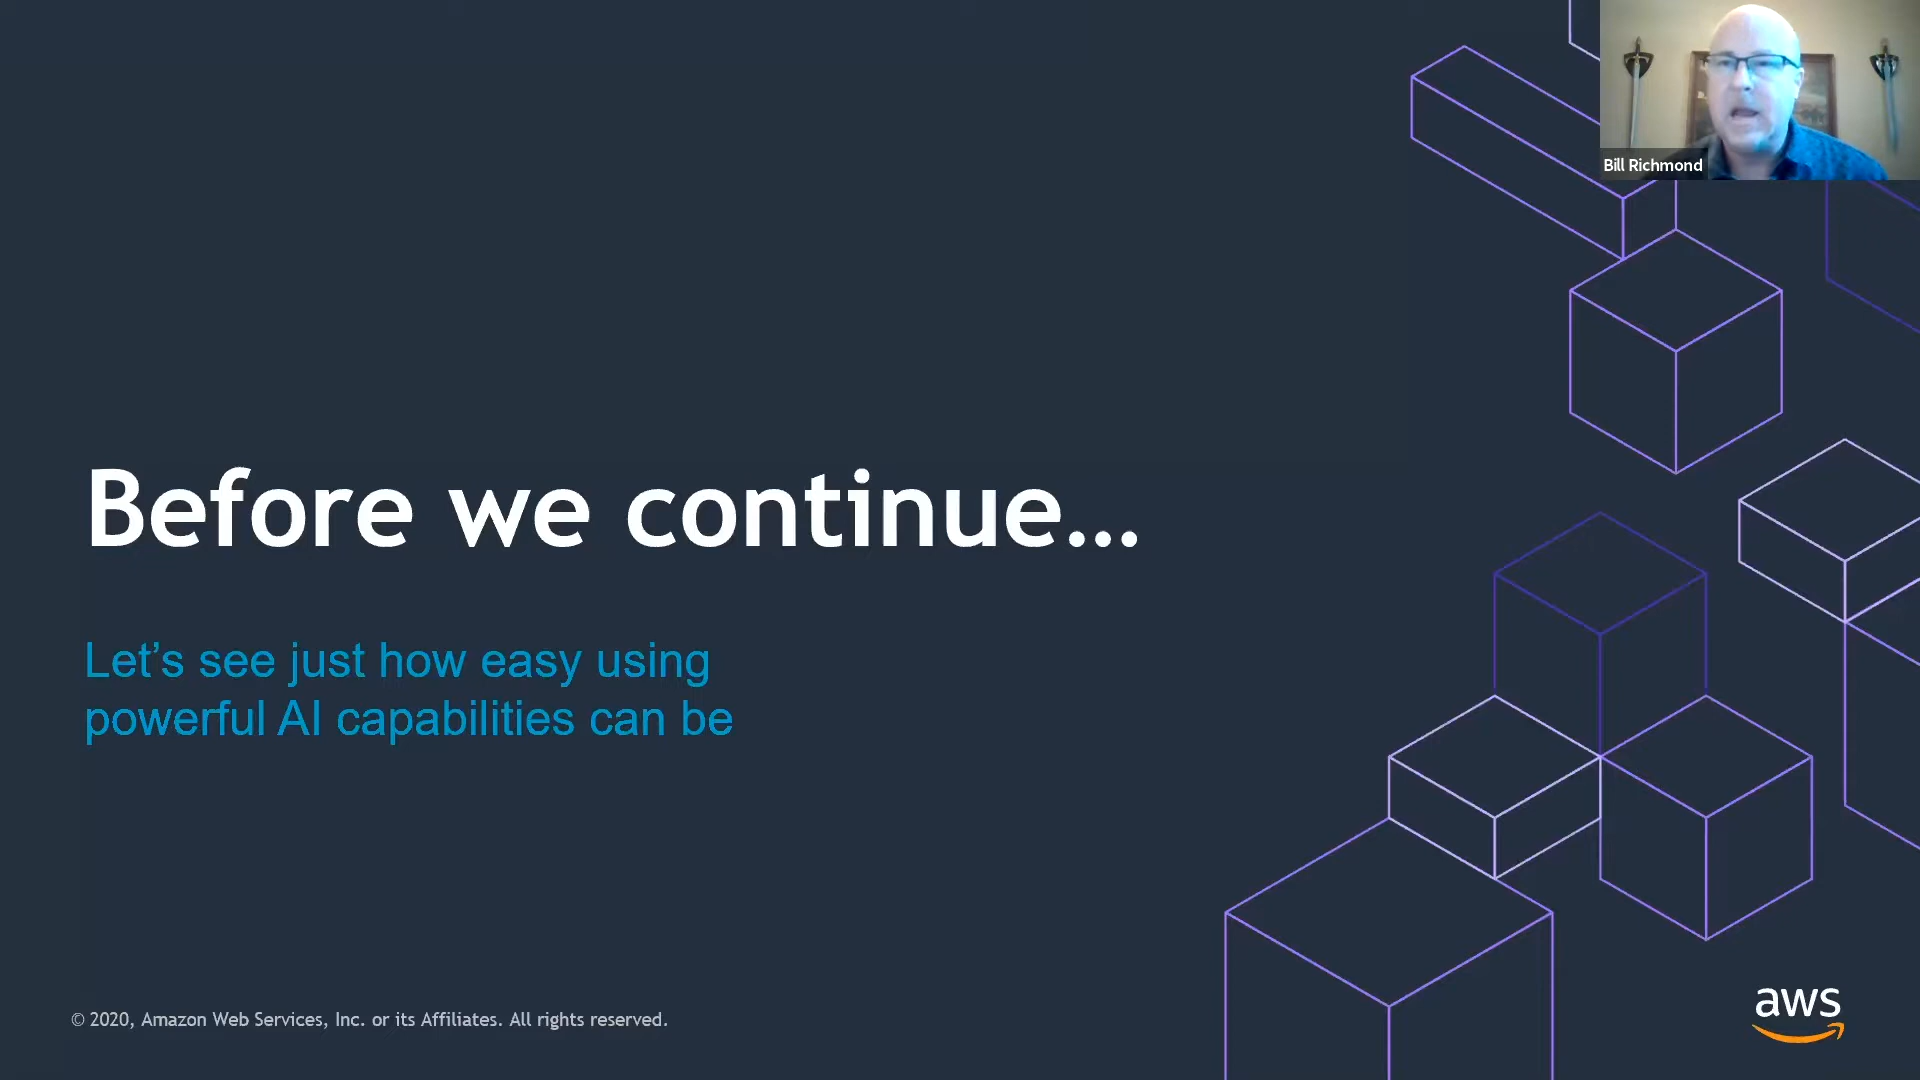 Bill Richmond
Before we continue...
Let’s see just how easy using
powerful AI capabilities can be
© 2020, Amazon Web Services, Inc. or its Affiliates. All rights reserved.
aws